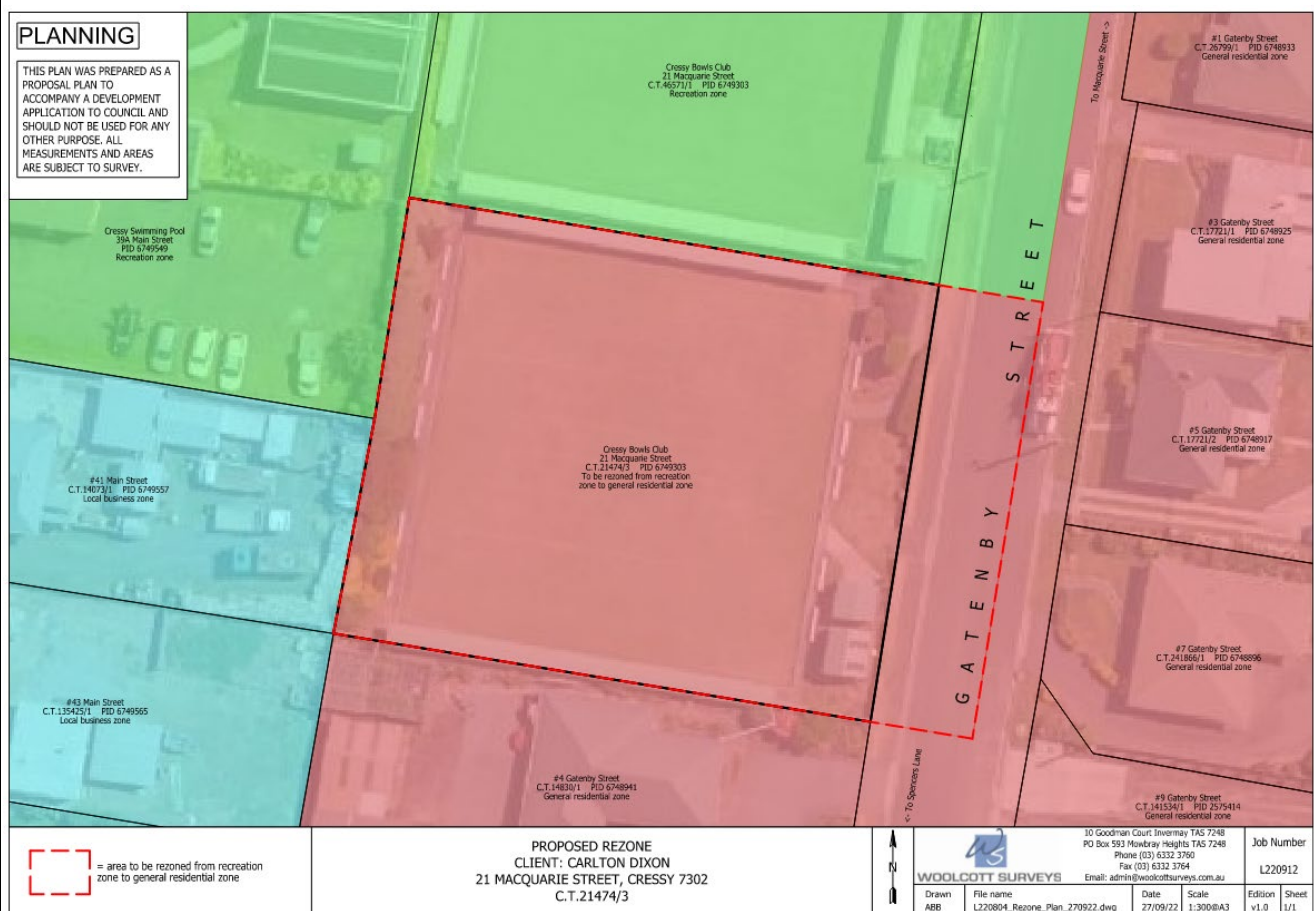 PLANNING
THIS PLAN WAS PREPARED AS A
PROPOSAL PLAN TO
ACCOMPANY A DEVELOPMENT
APPLICATION TO COUNCIL AND
SHOULD NOT BE USED FOR ANY
OTHER PURPOSE. ALL
MEASUREMENTS AND AREAS
ARE SUBJECT TO SURVEY.
Cressy Bowls Club
21 Macquarie Street
C.T.46571/1 PID 6749303
Recreation zone
To Macquarie Street ->
#1 Gatenby Street
C.T.26799/1 PID 6748933
General residential zone
Cressy Swimming Pool
39A Main Street
PID 6749549
Recreation zone
#3 Gatenby Street
C.T.17721/1 PID 6748925
General residential zone
GATENBY STREET
#5 Gatenby Street
C.T.17721/2 PID 6748917
General residential zone
Cressy Bowls Club
21 Macquarie Street
C.T.21474/3 PID 6749303
To be rezoned from recreation
zone to general residential zone
#41 Main Street
C.T.14073/1 PID 6749557
Local business zone
#7 Gatenby Street
C.T.241866/1 PID 6748896
General residential zone
#43 Main Street
C.T.135425/1 PID 6749565
Local business zone
#4 Gatenby Street
C.T.14830/1 PID 6748941
General residential zone
<- To Spencers Lane
#9 Gatenby Street
C.T.141534/1 PID 2575414
General residential zone
= area to be rezoned from recreation
zone to general residential zone
PROPOSED REZONE
CLIENT: CARLTON DIXON
21 MACQUARIE STREET, CRESSY 7302
C.T.21474/3
N
WS
WOOLCOTT SURVEYS
10 Goodman Court Invermay TAS 7248
PO Box 593 Mowbray Heights TAS 7248
Phone (03) 6332 3760
Fax (03) 6332 3764
Email: admin@woolcottsurveys.com.au
Job Number
L220912
Drawn
ABB
File name
L220804_Rezone_Plan_270922.dwg
Date
27/09/22
Scale
1:300@A3
Edition
v1.0
Sheet
1/1